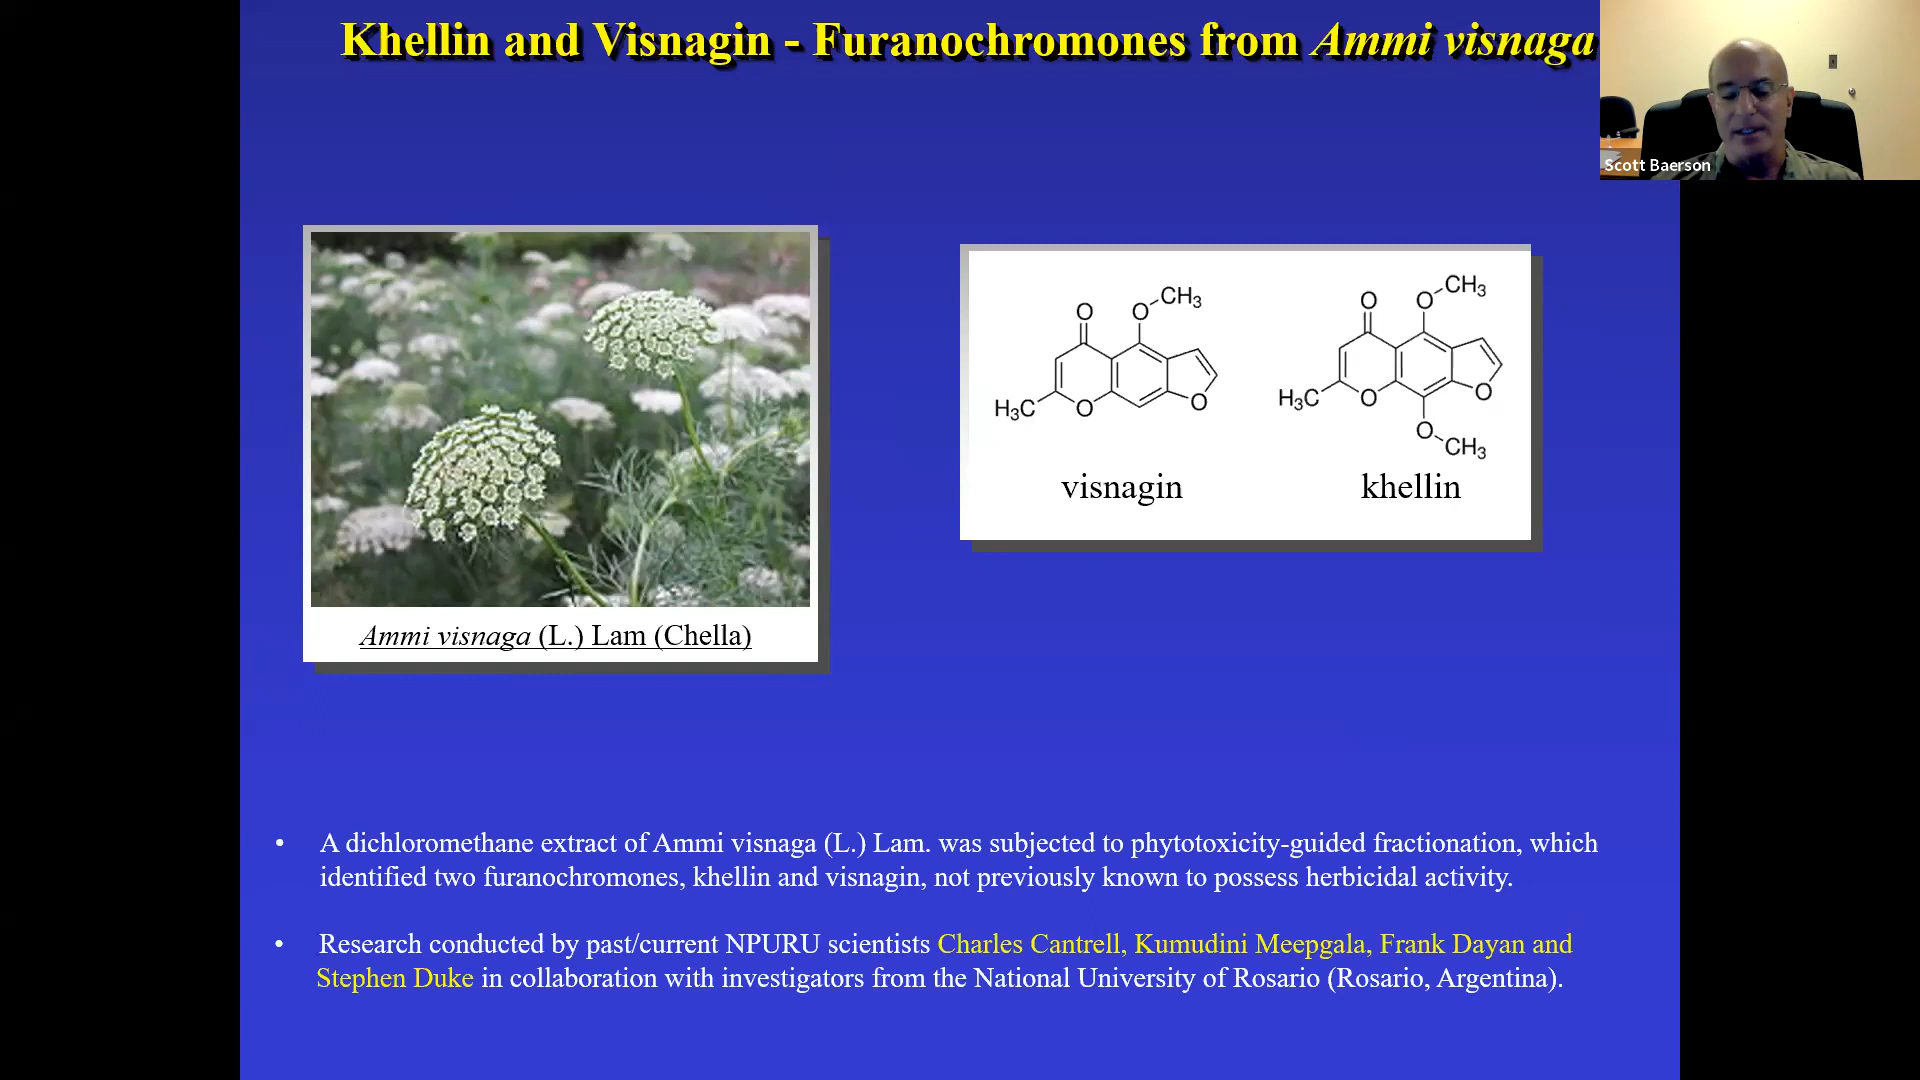 Khellin and Visnagin - Furanochromones from Ammi visnaga
Scott Baerson
O
O
CH3
H3C
O
O
visnagin
O
O
CH3
H3C
O
O
O
CH3
khellin
Ammi visnaga (L.) Lam (Chella)
• A dichloromethane extract of Ammi visnaga (L.) Lam. was subjected to phytotoxicity-guided fractionation, which
identified two furanochromones, khellin and visnagin, not previously known to possess herbicidal activity.
• Research conducted by past/current NPURU scientists Charles Cantrell, Kumudini Meepgala, Frank Dayan and
Stephen Duke in collaboration with investigators from the National University of Rosario (Rosario, Argentina).